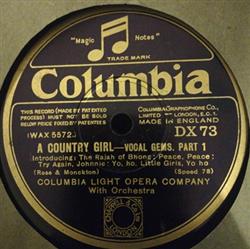 "Magic Notes"
TRADE MARK
Columbia
THIS RECORD (MADE BY PATENTED
PROCESS) MUST NOT BE SOLD
BELOW PRICE FIXED BY PATENTEES
COLUMBIA GRAPHOPHONE CO.
LIMITED LONDON, E.C.1.
MADE IN ENGLAND
(WAX 5572)
DX 73
A COUNTRY GIRL—VOCAL GEMS. PART 1
Introducing: The Rajah of Bhong; Peace, Peace;
Try Again, Johnnie; Yo, ho, Little Girls, Yo ho
(Ross & Monckton)
(Speed 78)
COLUMBIA LIGHT OPERA COMPANY
With Orchestra